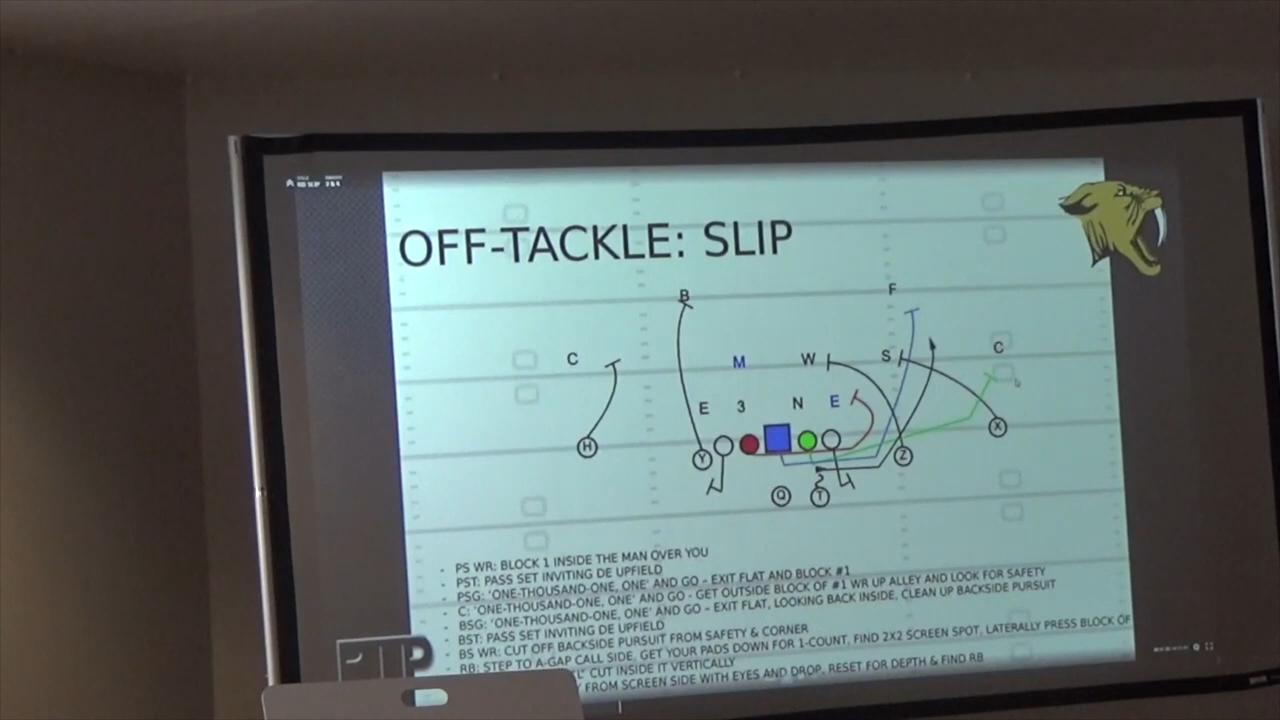 OFF-TACKLE: SLIP
B F
C M W S C
E 3 N E
H Y Z X
Q T
- PS WR: BLOCK 1 INSIDE THE MAN OVER YOU
- PST: PASS SET INVITING DE UPFIELD
- PSG: 'ONE-THOUSAND-ONE, ONE' AND GO – EXIT FLAT AND BLOCK #1
- C: 'ONE-THOUSAND-ONE, ONE' AND GO - GET OUTSIDE BLOCK OF #1 WR UP ALLEY AND LOOK FOR SAFETY
- BSG: 'ONE-THOUSAND-ONE, ONE' AND GO – EXIT FLAT, LOOKING BACK INSIDE, CLEAN UP BACKSIDE PURSUIT
- BST: PASS SET INVITING DE UPFIELD
- BS WR: CUT OFF BACKSIDE PURSUIT FROM SAFETY & CORNER
- RB: STEP TO A-GAP CALL SIDE, GET YOUR PADS DOWN FOR 1-COUNT, FIND 2X2 SCREEN SPOT, LATERALLY PRESS BLOCK OF
CUT INSIDE IT VERTICALLY
FROM SCREEN SIDE WITH EYES AND DROP, RESET FOR DEPTH & FIND RB